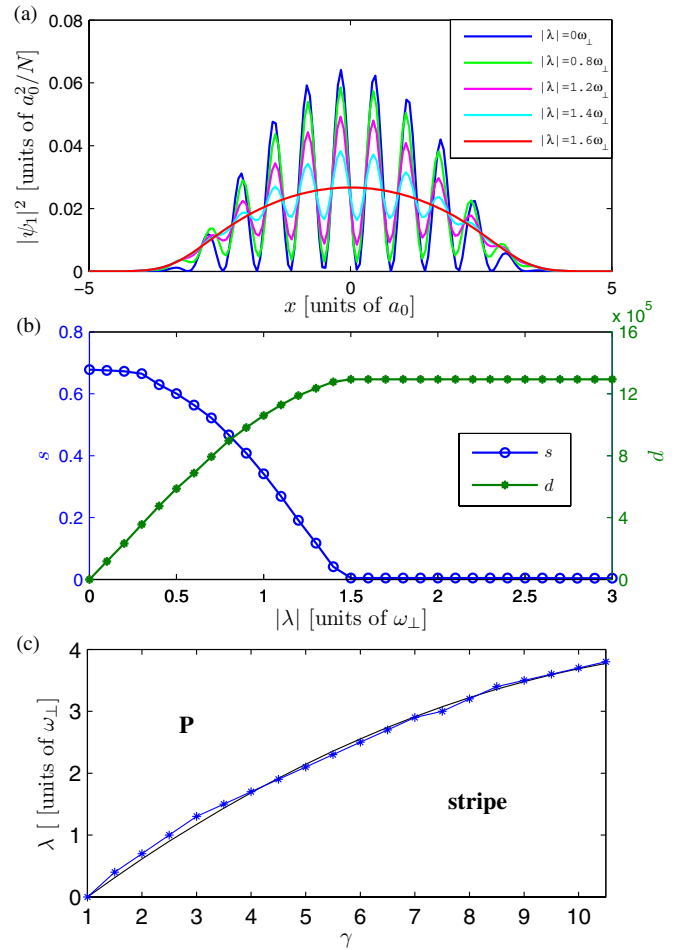 (a)
|ψ₁|² [units of a₀²/N]
0.08
0.06
0.04
0.02
0
|λ|=0ω⊥
|λ|=0.8ω⊥
|λ|=1.2ω⊥
|λ|=1.4ω⊥
|λ|=1.6ω⊥
−5 0 5
x [units of a₀]
(b)
x 10⁵
s
0.8
0.6
0.4
0.2
0
16
12
8
4
0
d
s
d
0 0.5 1 1.5 2 2.5 3
|λ| [units of ω⊥]
(c)
λ [ [units of ω⊥]
4
3
2
1
0
P
stripe
1 2 3 4 5 6 7 8 9 10
γ